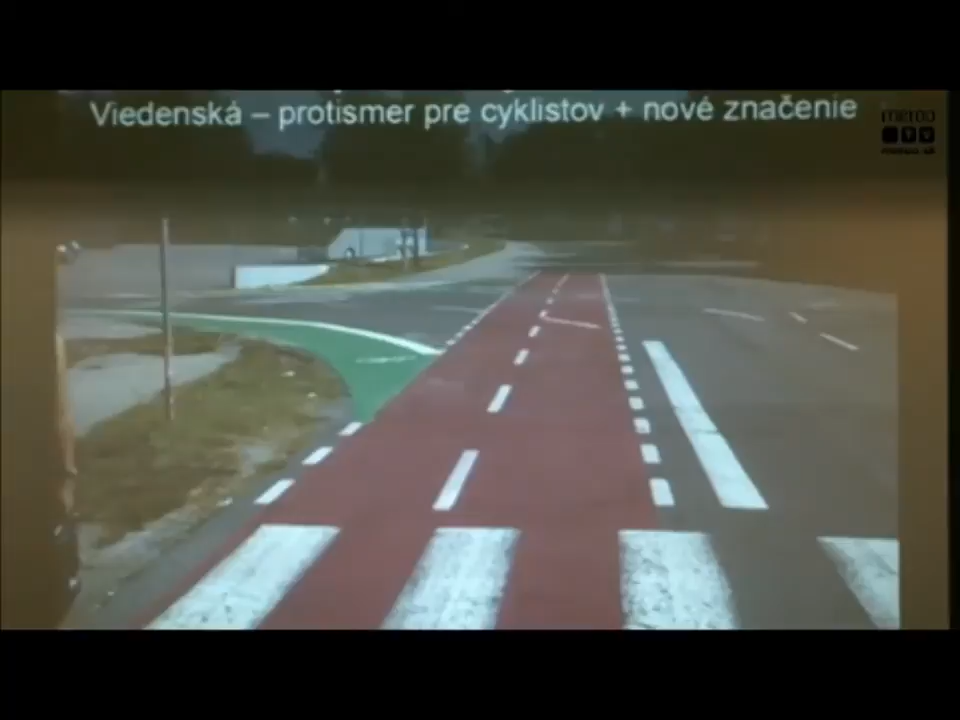 Viedenská – protismer pre cyklistov + nové značenie